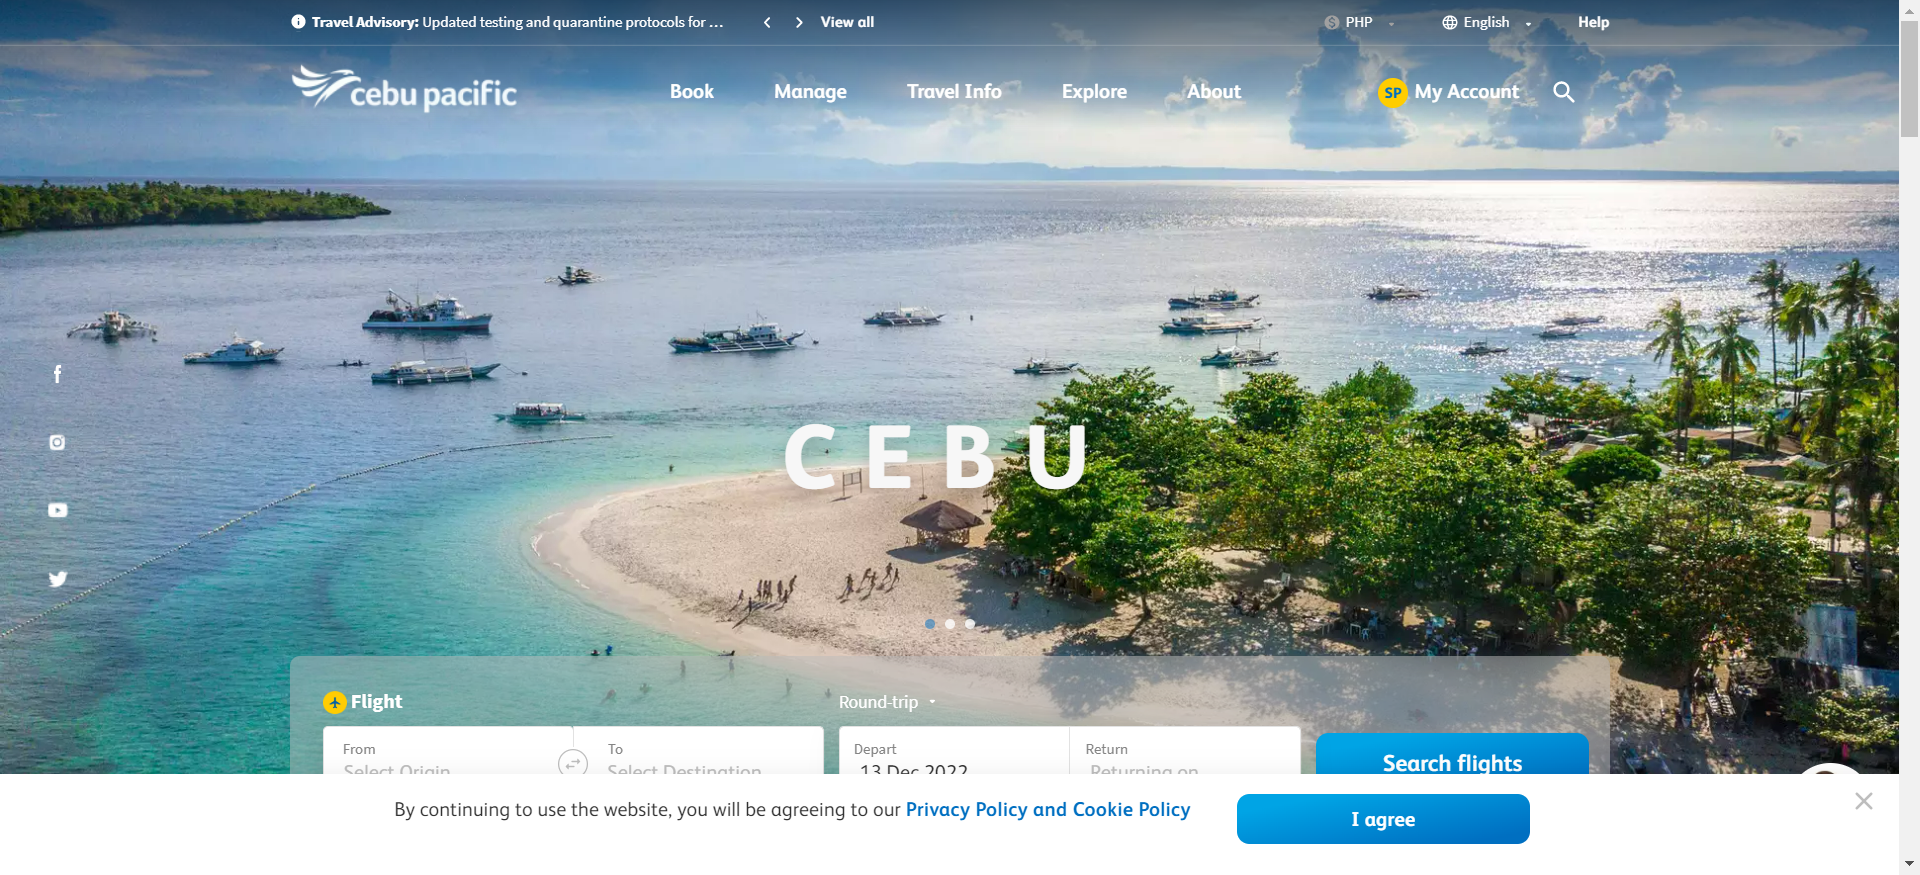 Travel Advisory: Updated testing and quarantine protocols for ...
View all
PHP
English
Help
cebu pacific
Book
Manage
Travel Info
Explore
About
SP
My Account
CEBU
Flight
Round-trip
From
Select Origin
To
Select Destination
Depart
13 Dec 2022
Return
Returning on
Search flights
By continuing to use the website, you will be agreeing to our Privacy Policy and Cookie Policy
I agree